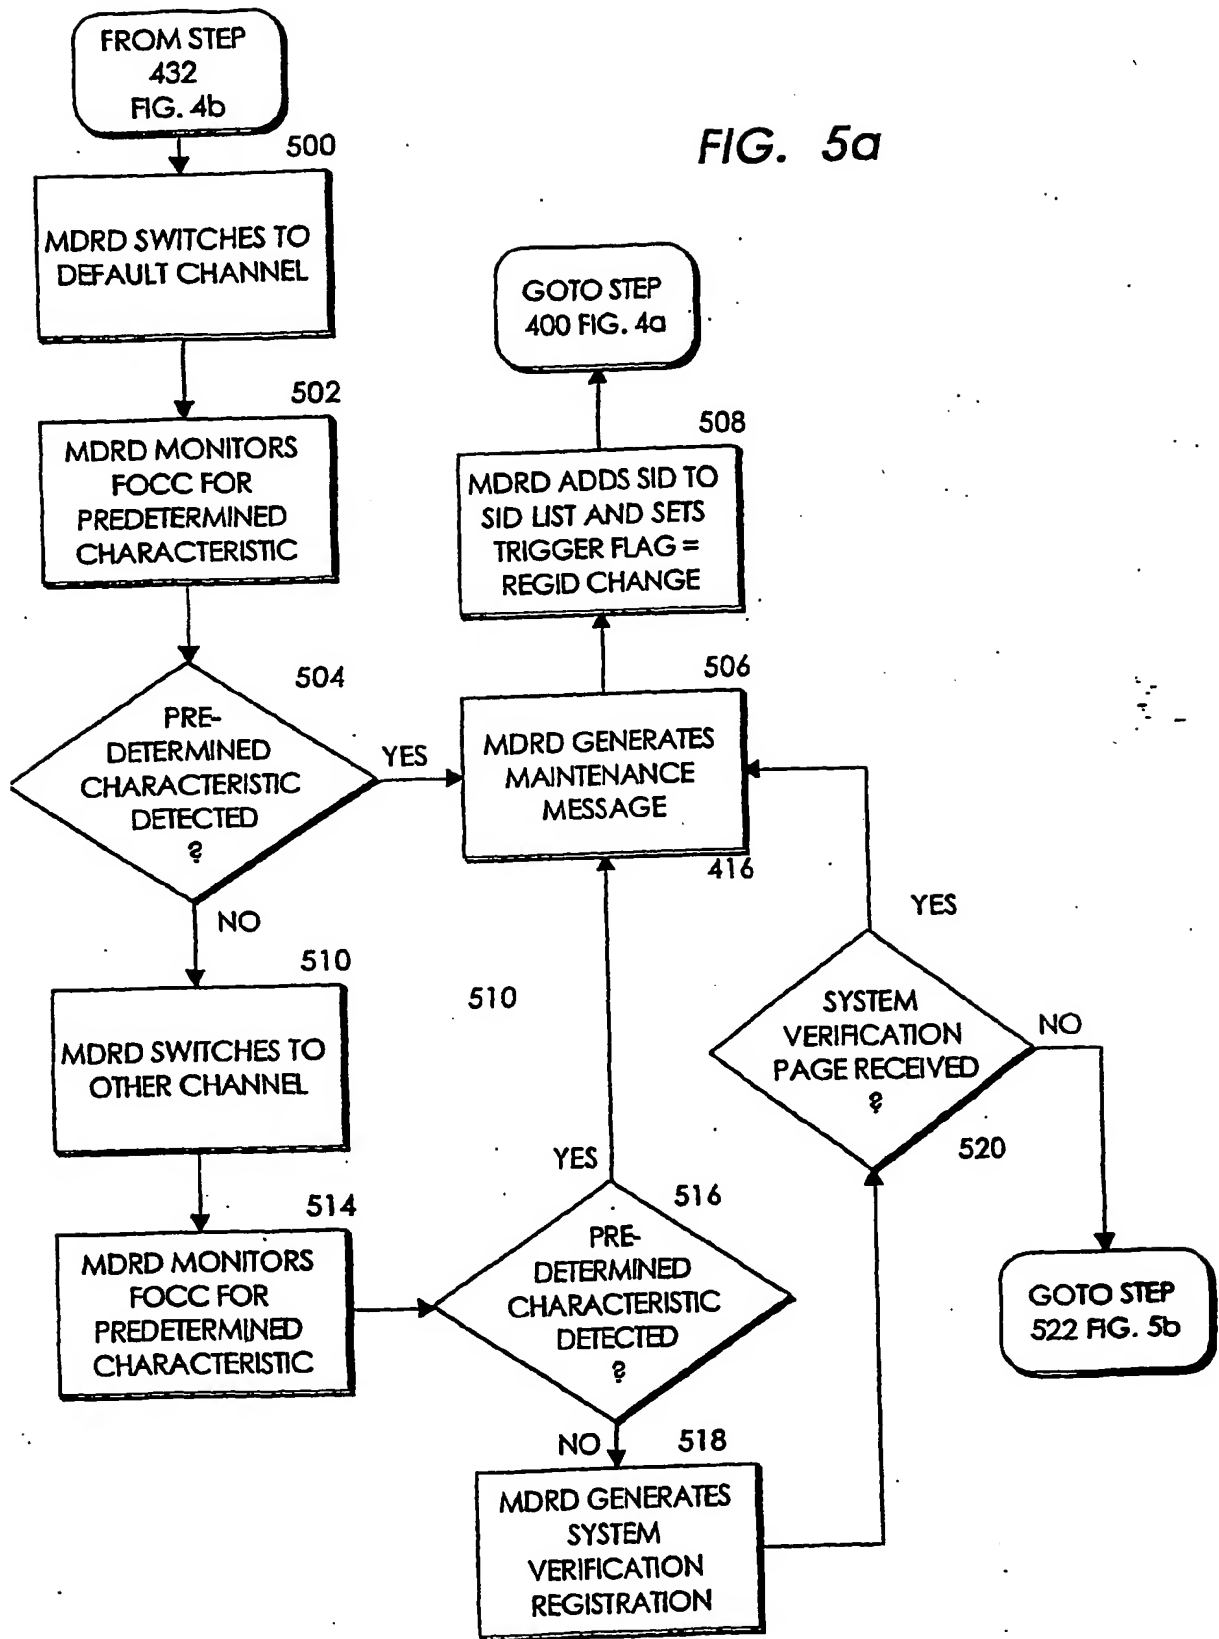 FROM STEP
432
FIG. 4b
FIG. 5a
500
MDRD SWITCHES TO
DEFAULT CHANNEL
GOTO STEP
400 FIG. 4a
502
MDRD MONITORS
FOCC FOR
PREDETERMINED
CHARACTERISTIC
508
MDRD ADDS SID TO
SID LIST AND SETS
TRIGGER FLAG =
REGID CHANGE
504
PRE-
DETERMINED
CHARACTERISTIC
DETECTED
?
YES
NO
506
MDRD GENERATES
MAINTENANCE
MESSAGE
416
510
MDRD SWITCHES TO
OTHER CHANNEL
510
YES
SYSTEM
VERIFICATION
PAGE RECEIVED
?
NO
520
514
MDRD MONITORS
FOCC FOR
PREDETERMINED
CHARACTERISTIC
YES
516
PRE-
DETERMINED
CHARACTERISTIC
DETECTED
?
NO
GOTO STEP
522 FIG. 5b
518
MDRD GENERATES
SYSTEM
VERIFICATION
REGISTRATION